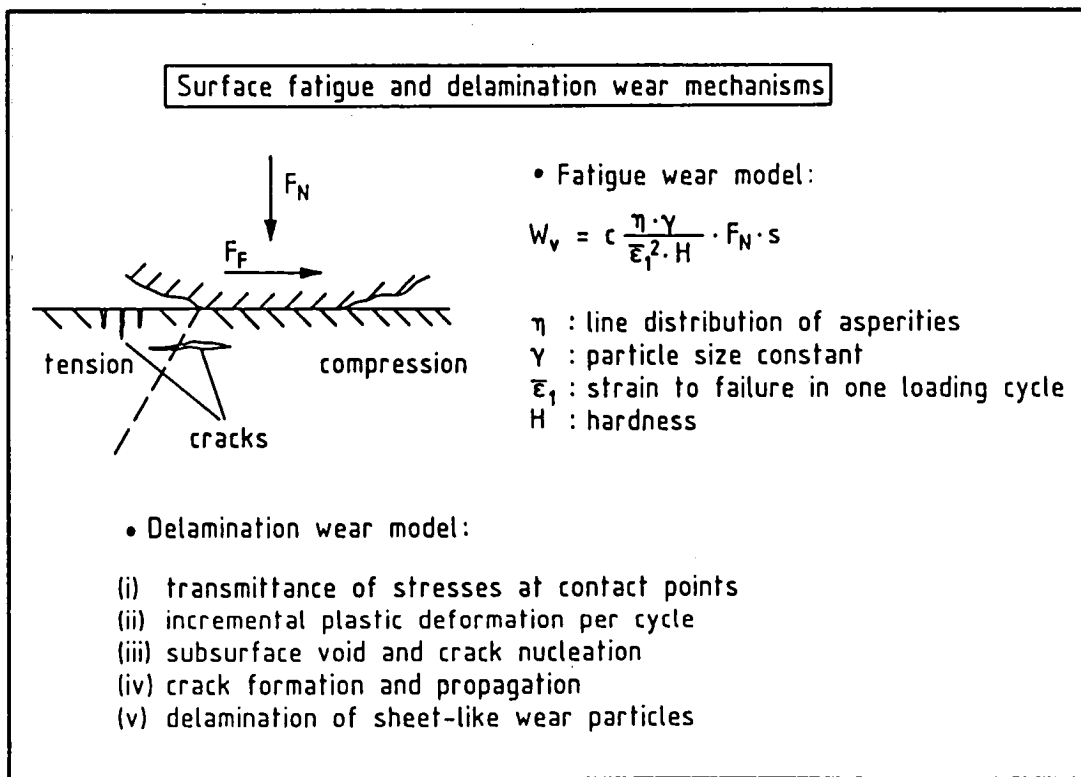 Surface fatigue and delamination wear mechanisms
F_N
F_F
tension
compression
cracks
• Fatigue wear model:
W_v = c (η·γ)/(ε̄₁²·H) · F_N · s
η : line distribution of asperities
γ : particle size constant
ε̄₁ : strain to failure in one loading cycle
H : hardness
• Delamination wear model:
(i) transmittance of stresses at contact points
(ii) incremental plastic deformation per cycle
(iii) subsurface void and crack nucleation
(iv) crack formation and propagation
(v) delamination of sheet-like wear particles